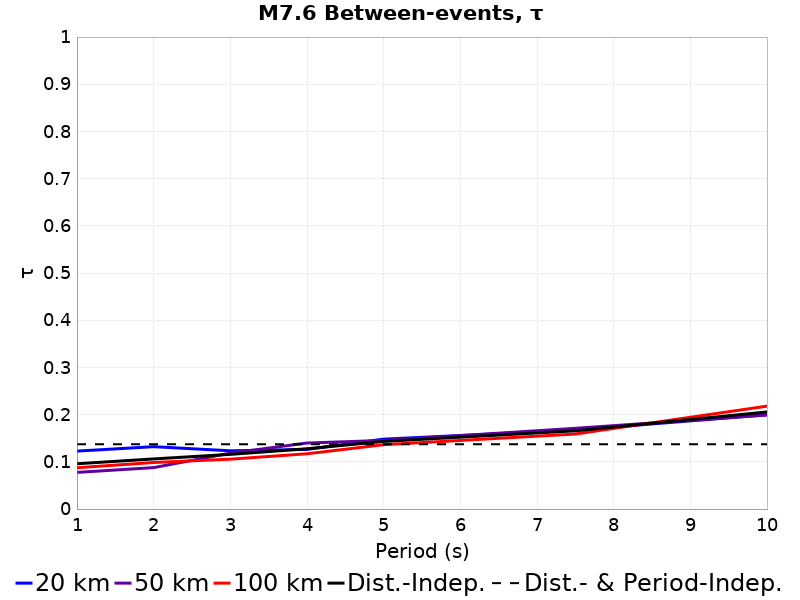 M7.6 Between-events, τ
1
0.9
0.8
0.7
0.6
0.5
0.4
0.3
0.2
0.1
0
τ
1 2 3 4 5 6 7 8 9 10
Period (s)
20 km 50 km 100 km Dist.-Indep. Dist.- & Period-Indep.